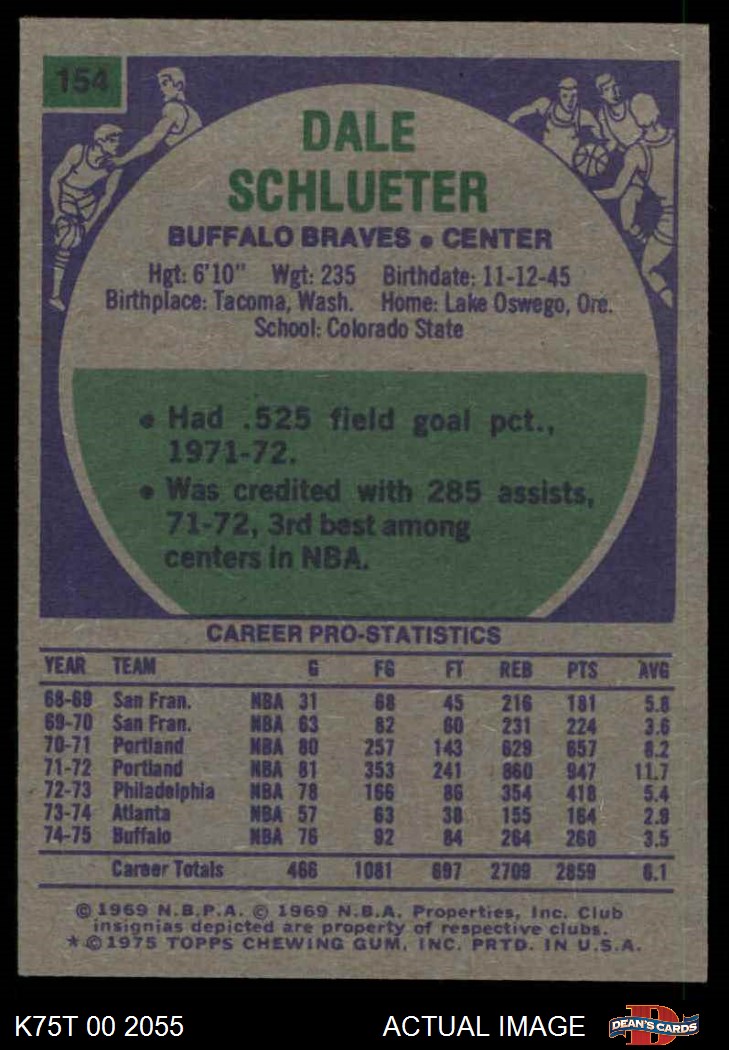 154
DALE
SCHLUETER
BUFFALO BRAVES • CENTER
Hgt: 6'10" Wgt: 235 Birthdate: 11-12-45
Birthplace: Tacoma, Wash. Home: Lake Oswego, Ore.
School: Colorado State
• Had .525 field goal pct.,
1971-72.
• Was credited with 285 assists,
71-72, 3rd best among
centers in NBA.
CAREER PRO-STATISTICS
YEAR TEAM G FG FT REB PTS AVG
68-69 San Fran. NBA 31 68 45 216 181 5.8
69-70 San Fran. NBA 63 82 60 231 224 3.6
70-71 Portland NBA 80 257 143 629 657 8.2
71-72 Portland NBA 81 353 241 860 947 11.7
72-73 Philadelphia NBA 78 166 86 354 418 5.4
73-74 Atlanta NBA 57 63 38 155 164 2.9
74-75 Buffalo NBA 76 92 84 264 268 3.5
Career Totals 466 1081 697 2709 2859 6.1
© 1969 N.B.P.A. © 1969 N.B.A. Properties, Inc. Club
insignias depicted are property of respective clubs.
* © 1975 TOPPS CHEWING GUM, INC. PRTD. IN U.S.A.
K75T 00 2055 ACTUAL IMAGE DEAN'S CARDS